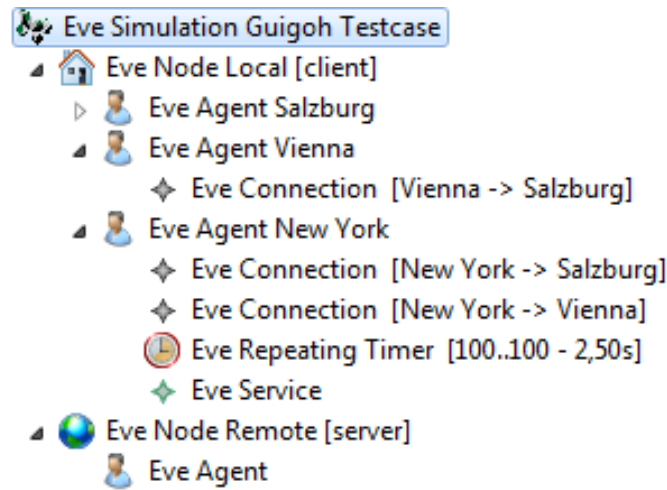 Eve Simulation Guigoh Testcase
Eve Node Local [client]
Eve Agent Salzburg
Eve Agent Vienna
Eve Connection [Vienna -> Salzburg]
Eve Agent New York
Eve Connection [New York -> Salzburg]
Eve Connection [New York -> Vienna]
Eve Repeating Timer [100..100 - 2,50s]
Eve Service
Eve Node Remote [server]
Eve Agent